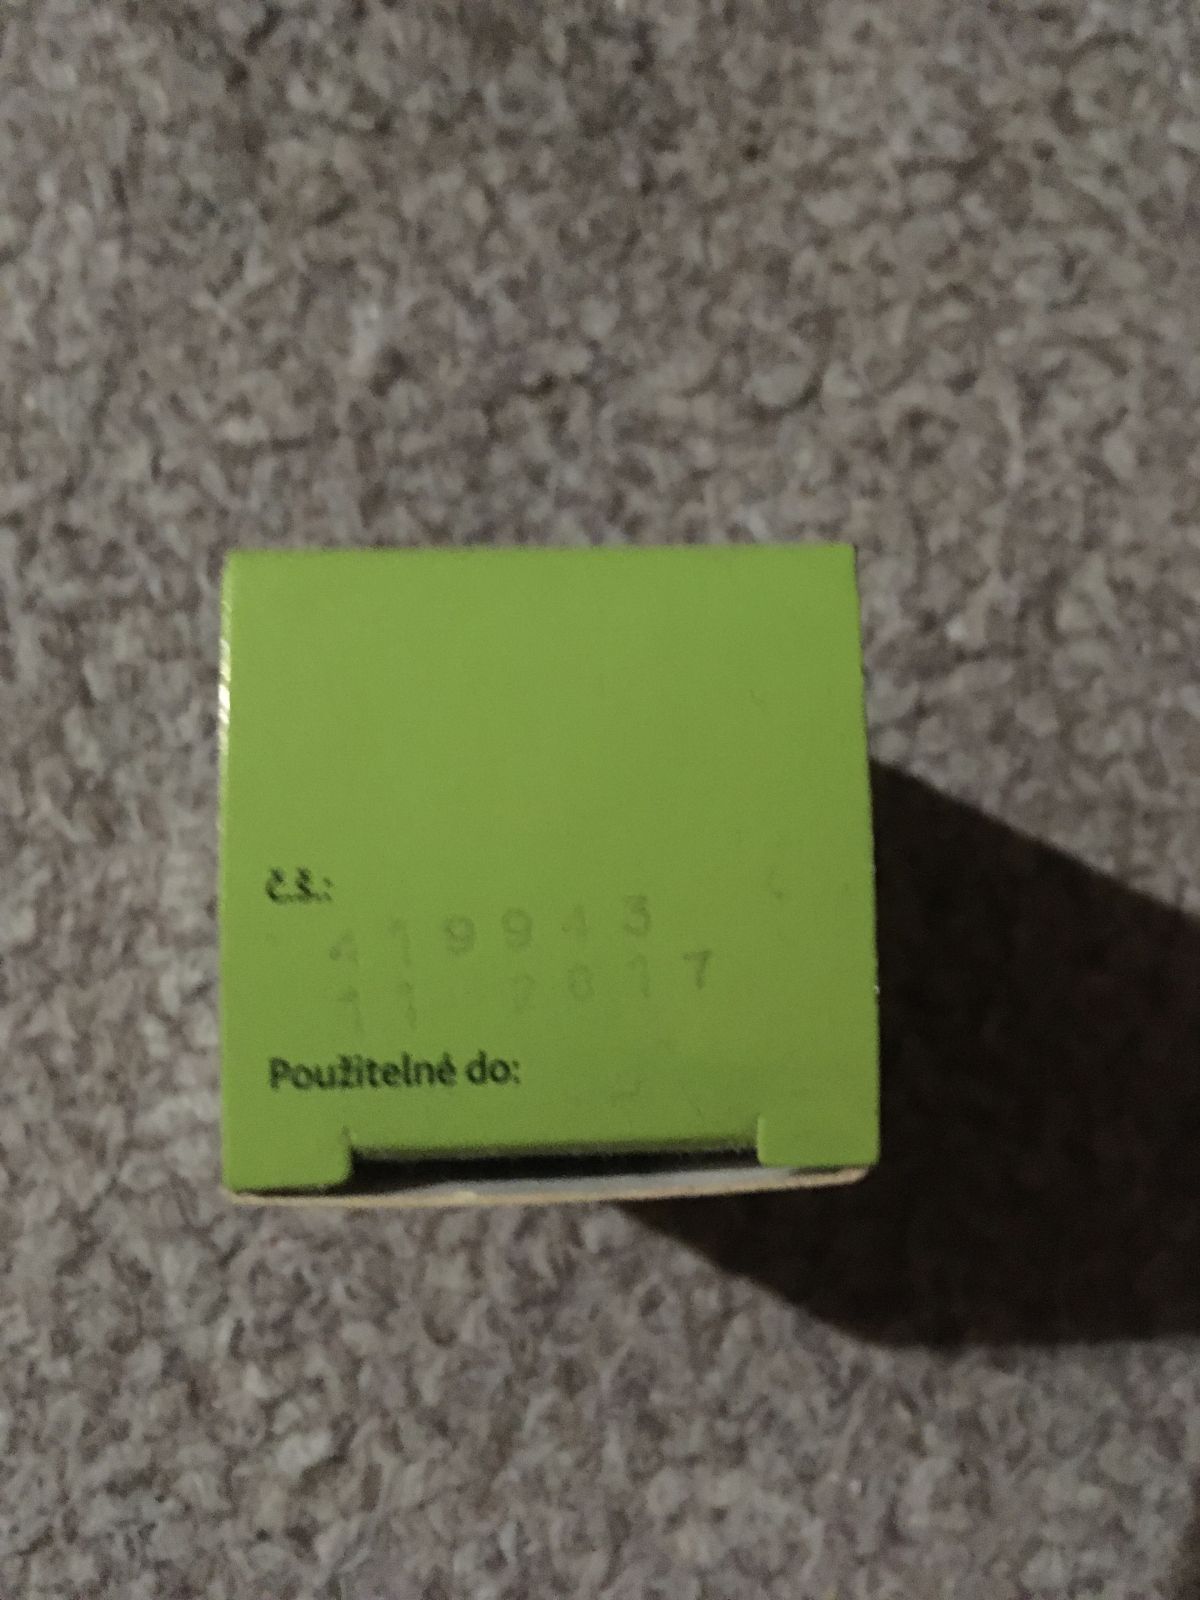 č.š.:
419943
11 2017
Použitelné do: